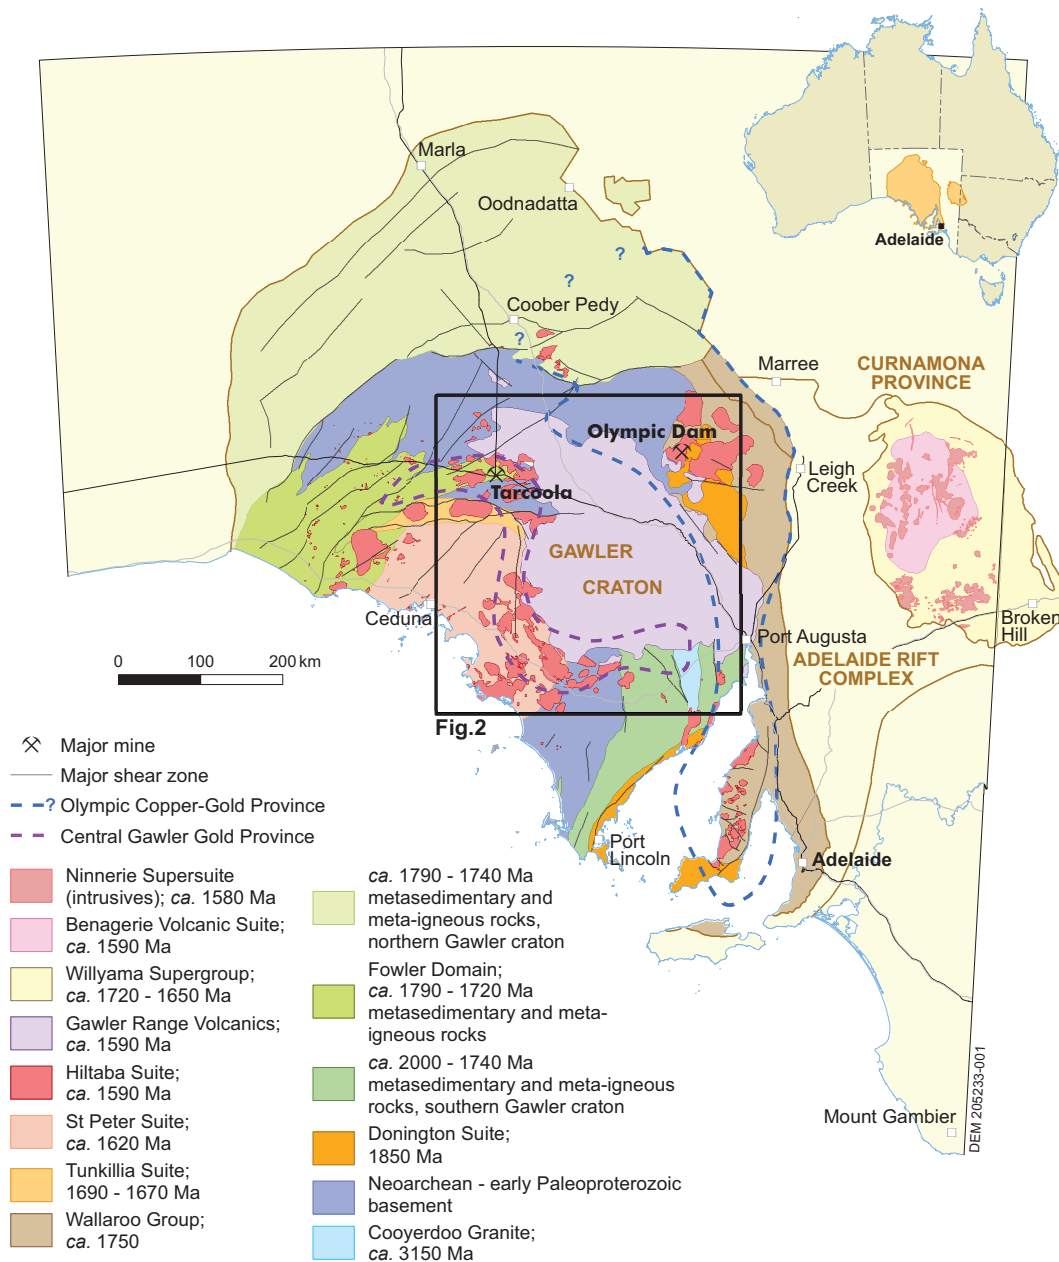 Marla
Oodnadatta
Adelaide
?
?
Coober Pedy
?
Marree
CURNAMONA
PROVINCE
Olympic Dam
Leigh
Creek
Tarcoola
GAWLER
CRATON
Ceduna
Broken
Hill
Port Augusta
ADELAIDE RIFT
COMPLEX
0 100 200 km
Fig.2
Port
Lincoln
Adelaide
Mount Gambier
DEM 205233-001
Major mine
Major shear zone
? Olympic Copper-Gold Province
Central Gawler Gold Province
Ninnerie Supersuite
(intrusives); ca. 1580 Ma
Benagerie Volcanic Suite;
ca. 1590 Ma
Willyama Supergroup;
ca. 1720 - 1650 Ma
Gawler Range Volcanics;
ca. 1590 Ma
Hiltaba Suite;
ca. 1590 Ma
St Peter Suite;
ca. 1620 Ma
Tunkillia Suite;
1690 - 1670 Ma
Wallaroo Group;
ca. 1750
ca. 1790 - 1740 Ma
metasedimentary and
meta-igneous rocks,
northern Gawler craton
Fowler Domain;
ca. 1790 - 1720 Ma
metasedimentary and meta-
igneous rocks
ca. 2000 - 1740 Ma
metasedimentary and meta-igneous
rocks, southern Gawler craton
Donington Suite;
1850 Ma
Neoarchean - early Paleoproterozoic
basement
Cooyerdoo Granite;
ca. 3150 Ma